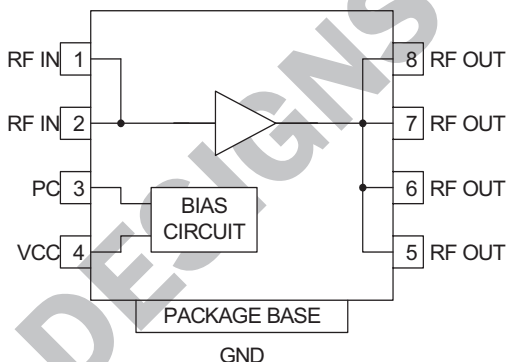 RF IN 1
8 RF OUT
RF IN 2
7 RF OUT
PC 3
6 RF OUT
BIAS
CIRCUIT
VCC 4
5 RF OUT
PACKAGE BASE
GND
DESIGNS